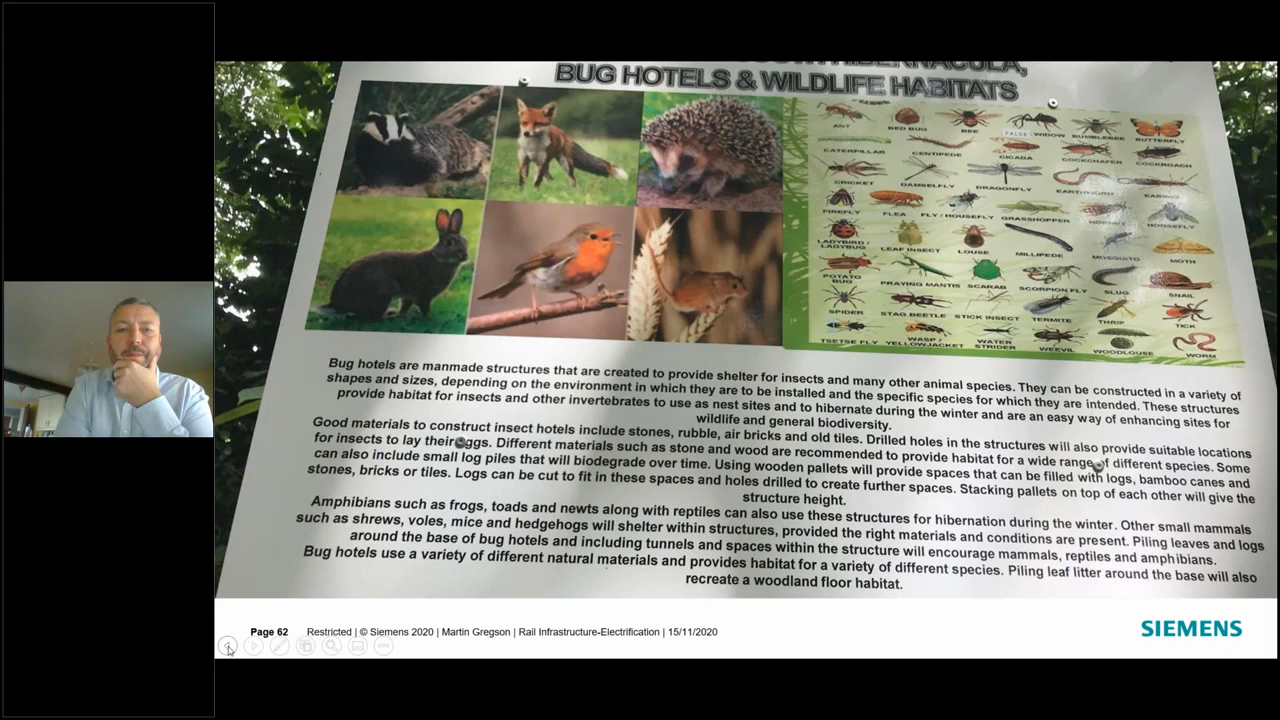 HIBERNACULA,
BUG HOTELS & WILDLIFE HABITATS
ANT
BED BUG
BEE
FALSE WIDOW
BUMBLEBEE
BUTTERFLY
CATERPILLAR
CENTIPEDE
CICADA
COCKCHAFER
COCKROACH
CRICKET
DAMSELFLY
DRAGONFLY
EARTHWORM
EARWIG
FIREFLY
FLEA
FLY / HOUSEFLY
GRASSHOPPER
HORNET
HORSEFLY
LADYBIRD /
LADYBUG
LEAF INSECT
LOUSE
MILLIPEDE
MOSQUITO
MOTH
POTATO
BUG
PRAYING MANTIS
SCARAB
SCORPION FLY
SLUG
SNAIL
SPIDER
STAG BEETLE
STICK INSECT
TERMITE
THRIP
TICK
TSETSE FLY
WASP /
YELLOWJACKET
WATER
STRIDER
WEEVIL
WOODLOUSE
WORM
Bug hotels are manmade structures that are created to provide shelter for insects and many other animal species. They can be constructed in a variety of
shapes and sizes, depending on the environment in which they are to be installed and the specific species for which they are intended. These structures
provide habitat for insects and other invertebrates to use as nest sites and to hibernate during the winter and are an easy way of enhancing sites for
wildlife and general biodiversity.
Good materials to construct insect hotels include stones, rubble, air bricks and old tiles. Drilled holes in the structures will also provide suitable locations
for insects to lay their eggs. Different materials such as stone and wood are recommended to provide habitat for a wide range of different species. Some
can also include small log piles that will biodegrade over time. Using wooden pallets will provide spaces that can be filled with logs, bamboo canes and
stones, bricks or tiles. Logs can be cut to fit in these spaces and holes drilled to create further spaces. Stacking pallets on top of each other will give the
structure height.
Amphibians such as frogs, toads and newts along with reptiles can also use these structures for hibernation during the winter. Other small mammals
such as shrews, voles, mice and hedgehogs will shelter within structures, provided the right materials and conditions are present. Piling leaves and logs
around the base of bug hotels and including tunnels and spaces within the structure will encourage mammals, reptiles and amphibians.
Bug hotels use a variety of different natural materials and provides habitat for a variety of different species. Piling leaf litter around the base will also
recreate a woodland floor habitat.
Page 62 Restricted | © Siemens 2020 | Martin Gregson | Rail Infrastructure-Electrification | 15/11/2020
SIEMENS